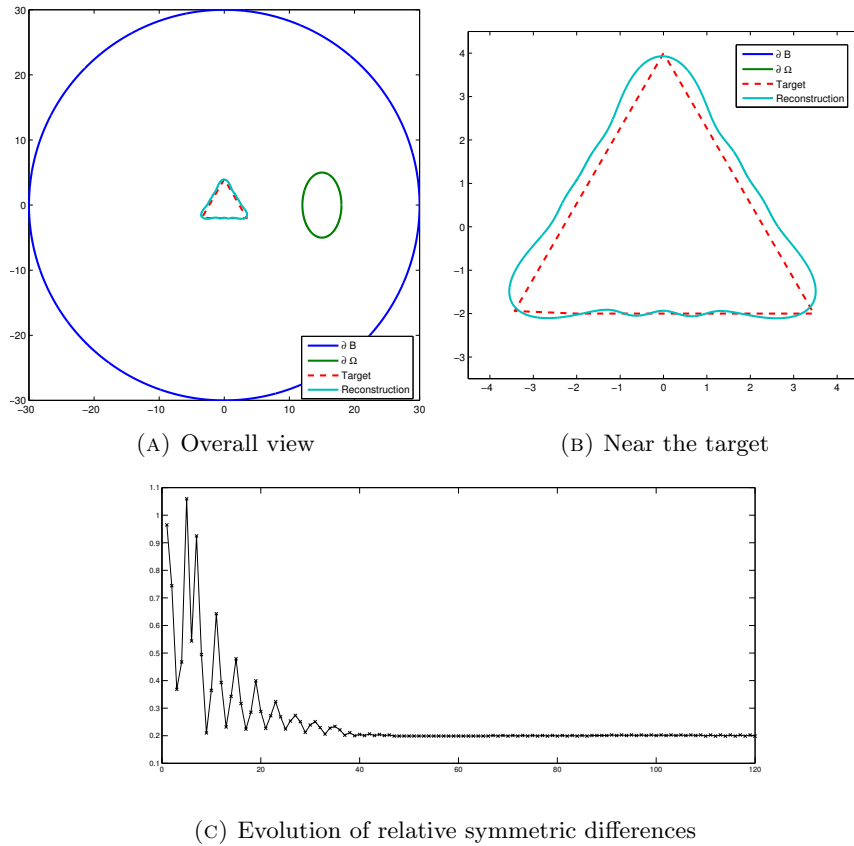 30
20
10
0
−10
−20
−30
−30 −20 −10 0 10 20 30
∂ B
∂ Ω
Target
Reconstruction
(A) Overall view
4
3
2
1
0
−1
−2
−3
−4 −3 −2 −1 0 1 2 3 4
∂ B
∂ Ω
Target
Reconstruction
(B) Near the target
1.1
1
0.9
0.8
0.7
0.6
0.5
0.4
0.3
0.2
0.1
0 20 40 60 80 100 120
(C) Evolution of relative symmetric differences